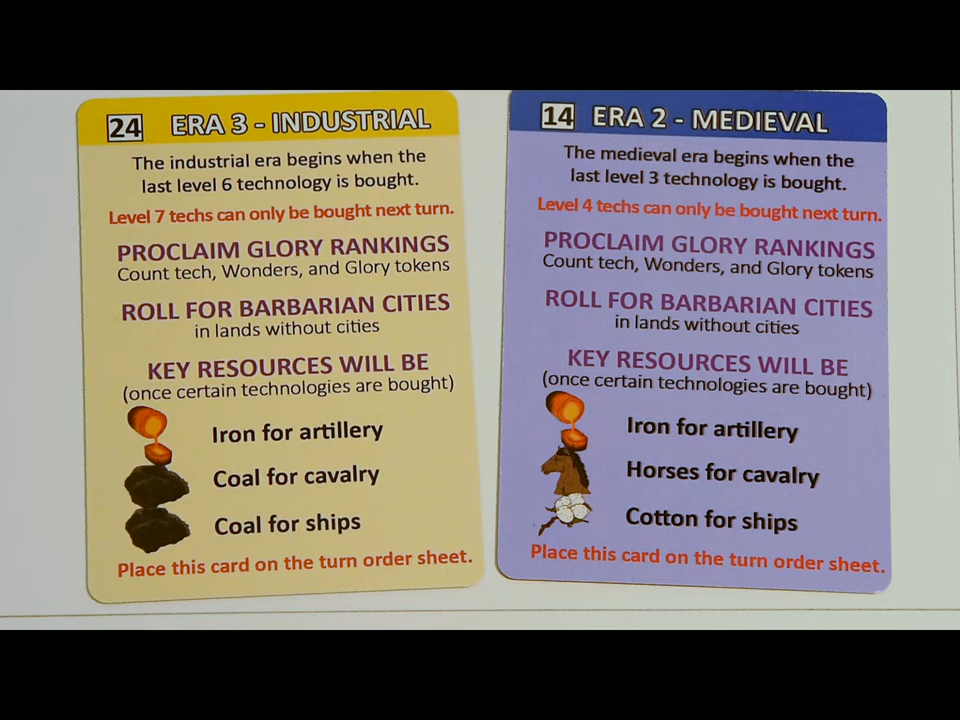 24 ERA 3 - INDUSTRIAL
The industrial era begins when the
last level 6 technology is bought.
Level 7 techs can only be bought next turn.
PROCLAIM GLORY RANKINGS
Count tech, Wonders, and Glory tokens
ROLL FOR BARBARIAN CITIES
in lands without cities
KEY RESOURCES WILL BE
(once certain technologies are bought)
Iron for artillery
Coal for cavalry
Coal for ships
Place this card on the turn order sheet.
14 ERA 2 - MEDIEVAL
The medieval era begins when the
last level 3 technology is bought.
Level 4 techs can only be bought next turn.
PROCLAIM GLORY RANKINGS
Count tech, Wonders, and Glory tokens
ROLL FOR BARBARIAN CITIES
in lands without cities
KEY RESOURCES WILL BE
(once certain technologies are bought)
Iron for artillery
Horses for cavalry
Cotton for ships
Place this card on the turn order sheet.